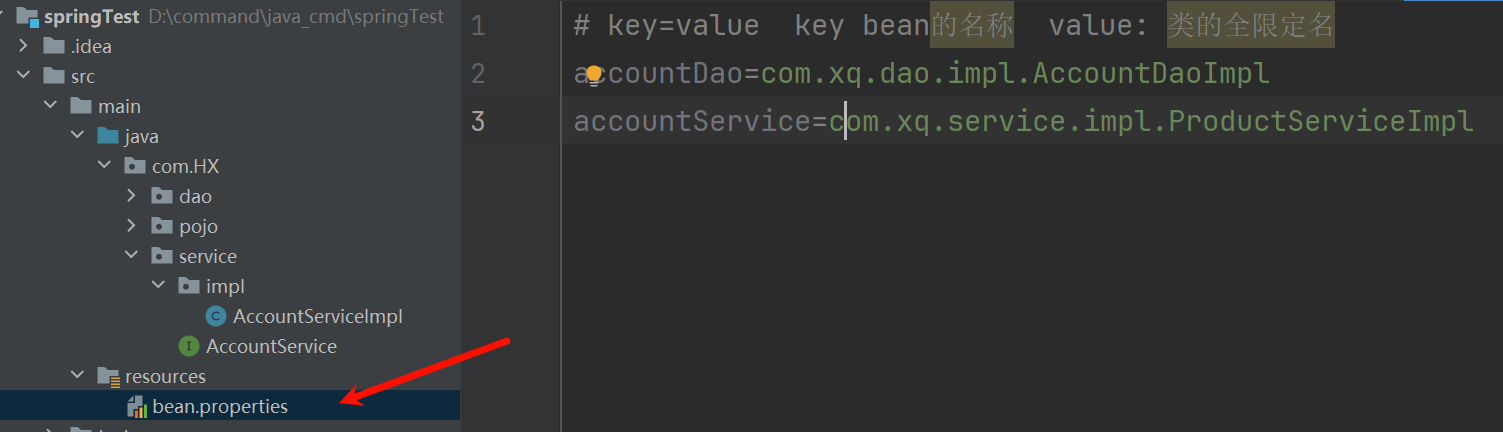 springTest D:\command\java_cmd\springTest
.idea
src
main
java
com.HX
dao
pojo
service
impl
AccountServiceImpl
AccountService
resources
bean.properties
1 # key=value key bean的名称 value: 类的全限定名
2 accountDao=com.xq.dao.impl.AccountDaoImpl
3 accountService=com.xq.service.impl.ProductServiceImpl